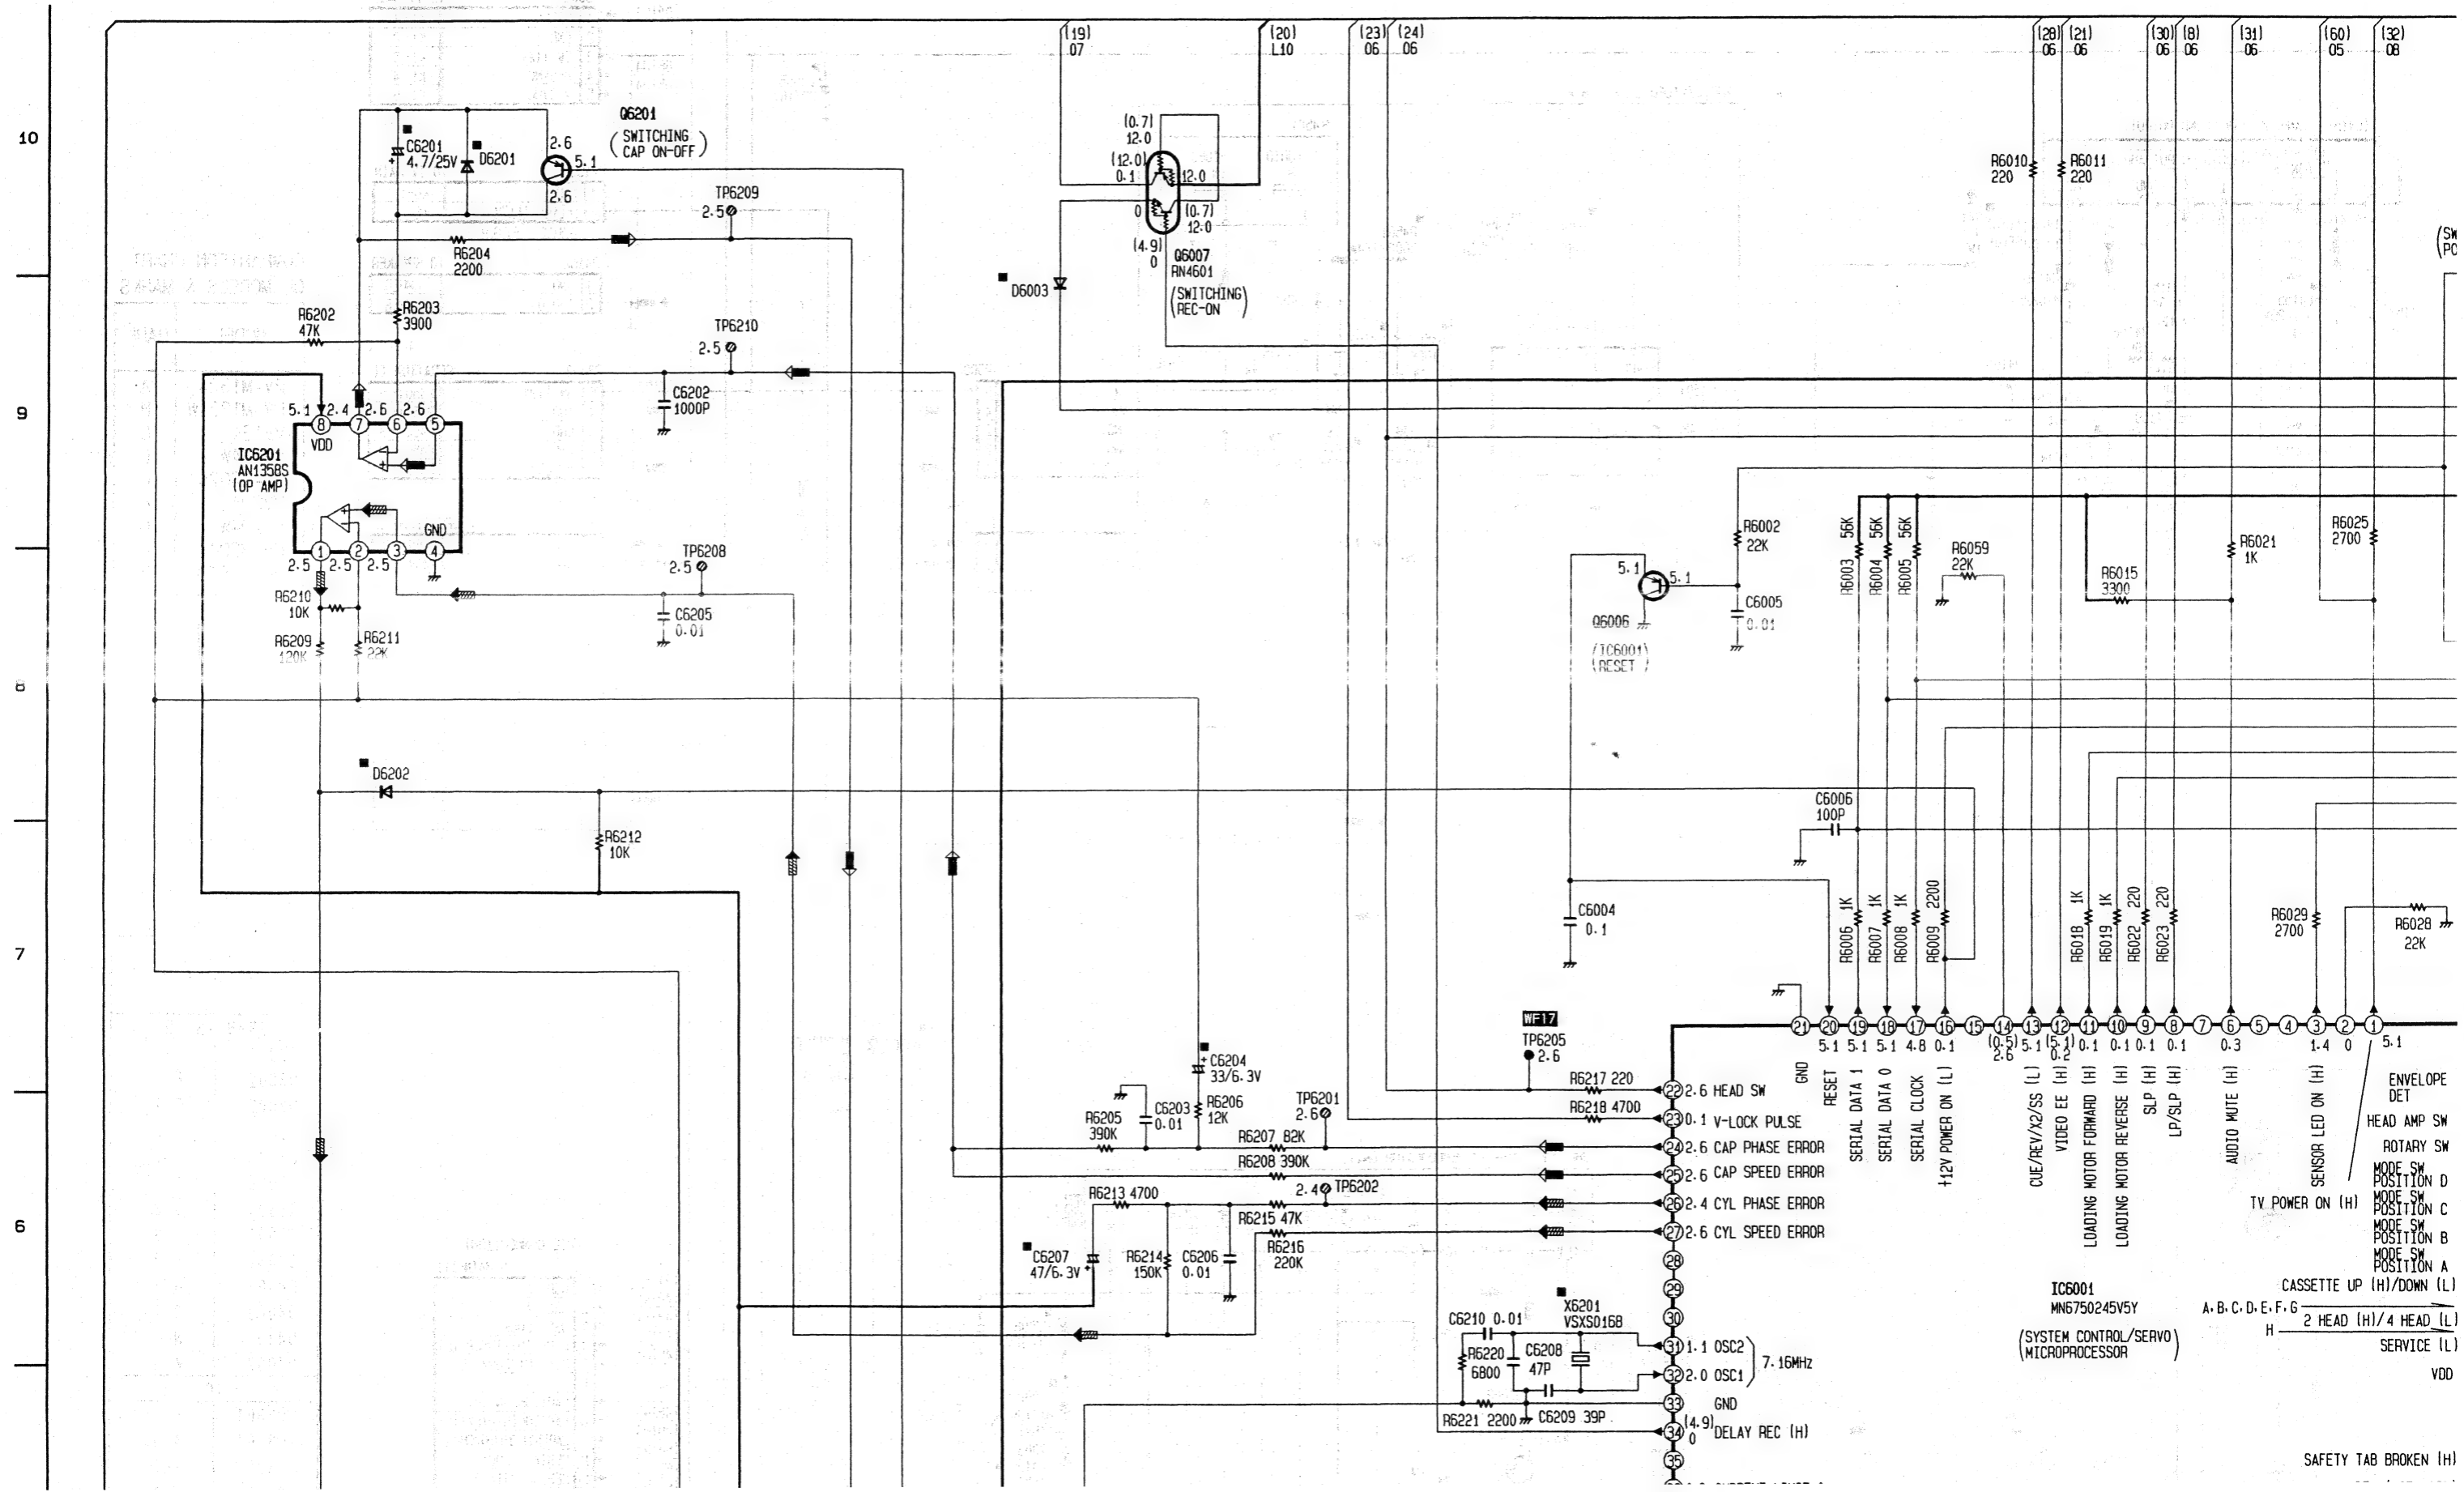 (19)
07
(20)
L10
(23)
06
(24)
06
(28)
06
(21)
06
(30)
06
(8)
06
(31)
06
(60)
05
(32)
08
10
9
8
7
6
Q6201
(SWITCHING
CAP ON-OFF)
C6201
4.7/25V
D6201
2.6
5.1
2.6
TP6209
2.5
R6204
2200
R6202
47K
R6203
3900
TP6210
2.5
C6202
1000P
5.1
2.4
2.6
2.6
8
7
6
5
VDD
IC6201
AN1358S
(OP AMP)
GND
1
2
3
4
2.5
2.5
2.5
TP6208
2.5
R6210
10K
R6209
120K
R6211
22K
C6205
0.01
D6202
R6212
10K
(0.7)
12.0
(12.0)
0.1
12.0
0
(0.7)
12.0
(4.9)
0
Q6007
RN4601
(SWITCHING
REC-ON)
D6003
R6010
220
R6011
220
(SW
PO
R6002
22K
5.1
5.1
Q6006
C6005
0.01
(IC6001
RESET)
R6003 56K
R6004 56K
R6005 56K
R6059
22K
R6015
3300
R6021
1K
R6025
2700
C6006
100P
C6004
0.1
R6006 1K
R6007 1K
R6008 1K
R6009 2200
R6018 1K
R6019 1K
R6022 220
R6023 220
R6029
2700
R6028
22K
21
20
19
18
17
16
15
14
13
12
11
10
9
8
7
6
5
4
3
2
1
5.1
5.1
5.1
4.8
0.1
(0.5)
2.6
5.1
(5.1)
0.2
0.1
0.1
0.1
0.1
0.3
1.4
0
5.1
GND
RESET
SERIAL DATA 1
SERIAL DATA 0
SERIAL CLOCK
+12V POWER ON (L)
CUE/REV/X2/SS (L)
VIDEO EE (H)
LOADING MOTOR FORWARD (H)
LOADING MOTOR REVERSE (H)
SLP (H)
LP/SLP (H)
AUDIO MUTE (H)
SENSOR LED ON (H)
TV POWER ON (H)
ENVELOPE
DET
HEAD AMP SW
ROTARY SW
MODE SW
POSITION D
MODE SW
POSITION C
MODE SW
POSITION B
MODE SW
POSITION A
CASSETTE UP (H)/DOWN (L)
A,B,C,D,E,F,G
2 HEAD (H)/4 HEAD (L)
H
SERVICE (L)
VDD
SAFETY TAB BROKEN (H)
IC6001
MN6750245V5Y
(SYSTEM CONTROL/SERVO
MICROPROCESSOR)
WF17
TP6205
2.6
R6217 220
22 2.6 HEAD SW
R6218 4700
23 0.1 V-LOCK PULSE
24 2.6 CAP PHASE ERROR
25 2.6 CAP SPEED ERROR
26 2.4 CYL PHASE ERROR
27 2.6 CYL SPEED ERROR
28
29
30
31 1.1 OSC2
32 2.0 OSC1
7.16MHz
33 GND
34 (4.9)
0
DELAY REC (H)
35
C6204
33/6.3V
R6205
390K
C6203
0.01
R6206
12K
TP6201
2.6
R6207 82K
R6208 390K
R6213 4700
2.4
TP6202
R6215 47K
R6216
220K
C6207
47/6.3V
R6214
150K
C6206
0.01
X6201
VSXS016B
C6210 0.01
R6220
6800
C6208
47P
R6221 2200
C6209 39P